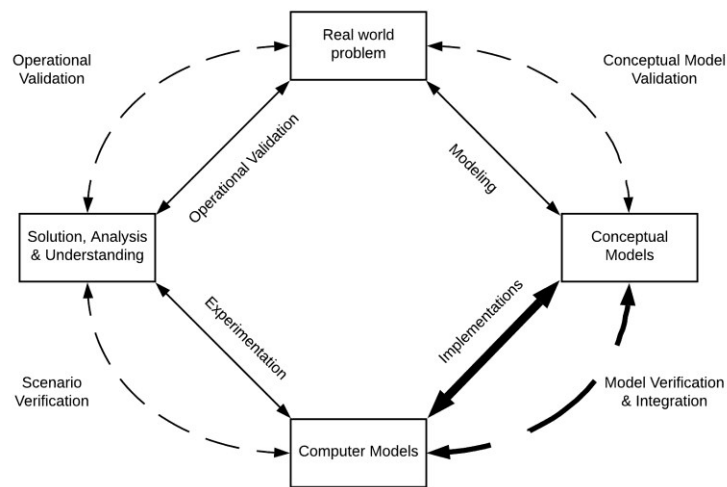 Real world
problem
Operational
Validation
Conceptual Model
Validation
Operational Validation
Modeling
Solution, Analysis
& Understanding
Conceptual
Models
Experimentation
Implementations
Scenario
Verification
Model Verification
& Integration
Computer Models